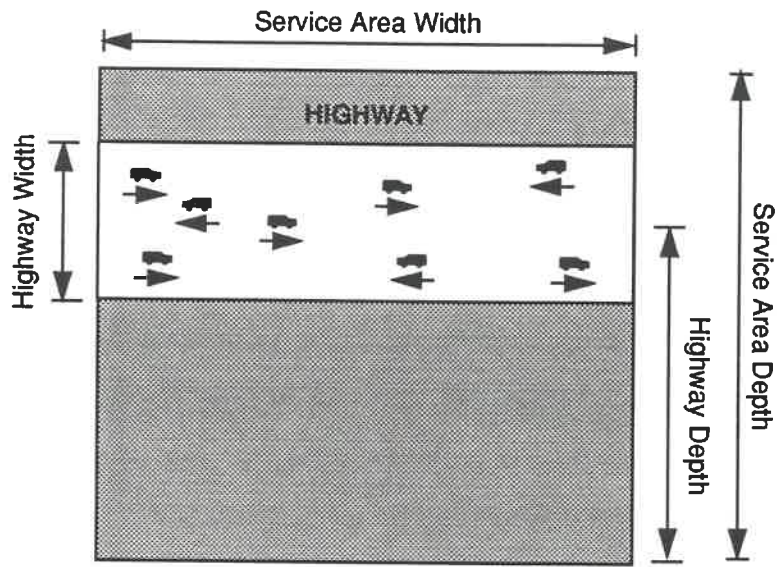 Service Area Width
HIGHWAY
Highway Width
Highway Depth
Service Area Depth